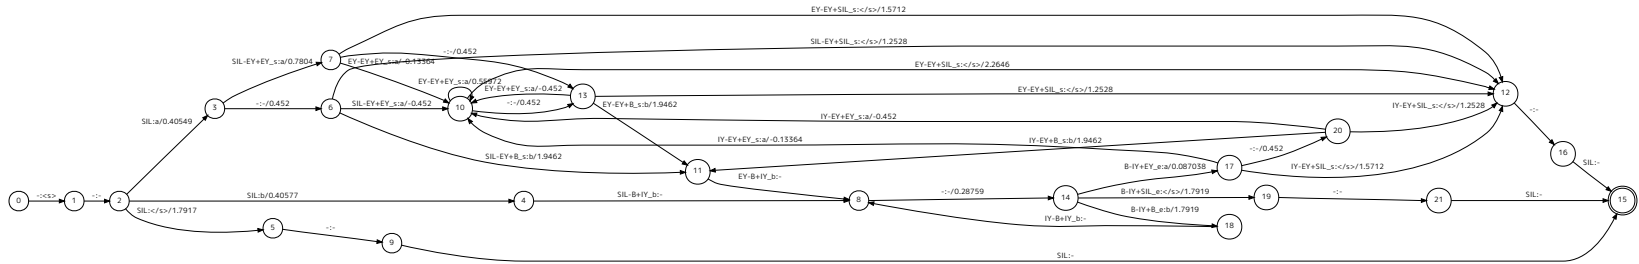 EY-EY+SIL_s:</s>/1.5712
SIL-EY+SIL_s:</s>/1.2528
-:-/0.452
7
SIL-EY+EY_s:a/0.7804
EY-EY+EY_s:a/-0.13364
EY-EY+SIL_s:</s>/2.2646
EY-EY+EY_s:a/0.55972
EY-EY+EY_s:a/-0.452
EY-EY+SIL_s:</s>/1.2528
12
13
3
-:-/0.452
6
SIL-EY+EY_s:a/-0.452
10
-:-/0.452
EY-EY+B_s:b/1.9462
IY-EY+SIL_s:</s>/1.2528
-:-
SIL:a/0.40549
IY-EY+EY_s:a/-0.452
20
IY-EY+EY_s:a/-0.13364
IY-EY+B_s:b/1.9462
-:-/0.452
16
SIL-EY+B_s:b/1.9462
SIL:-
11
B-IY+EY_e:a/0.087038
17
IY-EY+SIL_s:</s>/1.5712
EY-B+IY_b:-
0
-:<s>
1
-:-
2
SIL:b/0.40577
4
SIL-B+IY_b:-
8
-:-/0.28759
14
B-IY+SIL_e:</s>/1.7919
19
-:-
21
SIL:-
15
SIL:</s>/1.7917
B-IY+B_e:b/1.7919
IY-B+IY_b:-
18
5
-:-
9
SIL:-